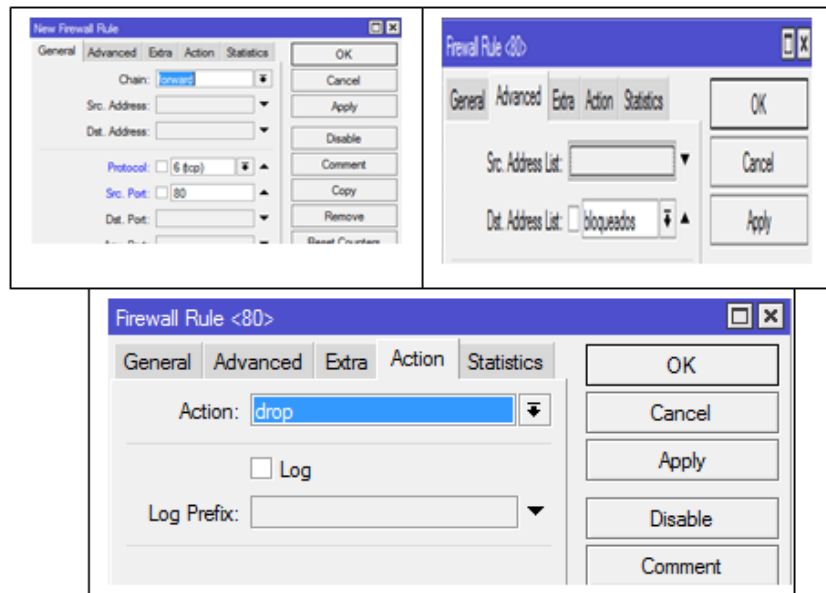 New Firewall Rule
General Advanced Extra Action Statistics
OK
Chain: forward
Cancel
Src. Address:
Apply
Dst. Address:
Disable
Protocol: 6 (tcp)
Comment
Src. Port: 80
Copy
Dst. Port:
Remove
Reset Counters
Firewall Rule <80>
General Advanced Extra Action Statistics
OK
Src. Address List:
Cancel
Dst. Address List: bloqueados
Apply
Firewall Rule <80>
General Advanced Extra Action Statistics
OK
Action: drop
Cancel
Log
Apply
Log Prefix:
Disable
Comment